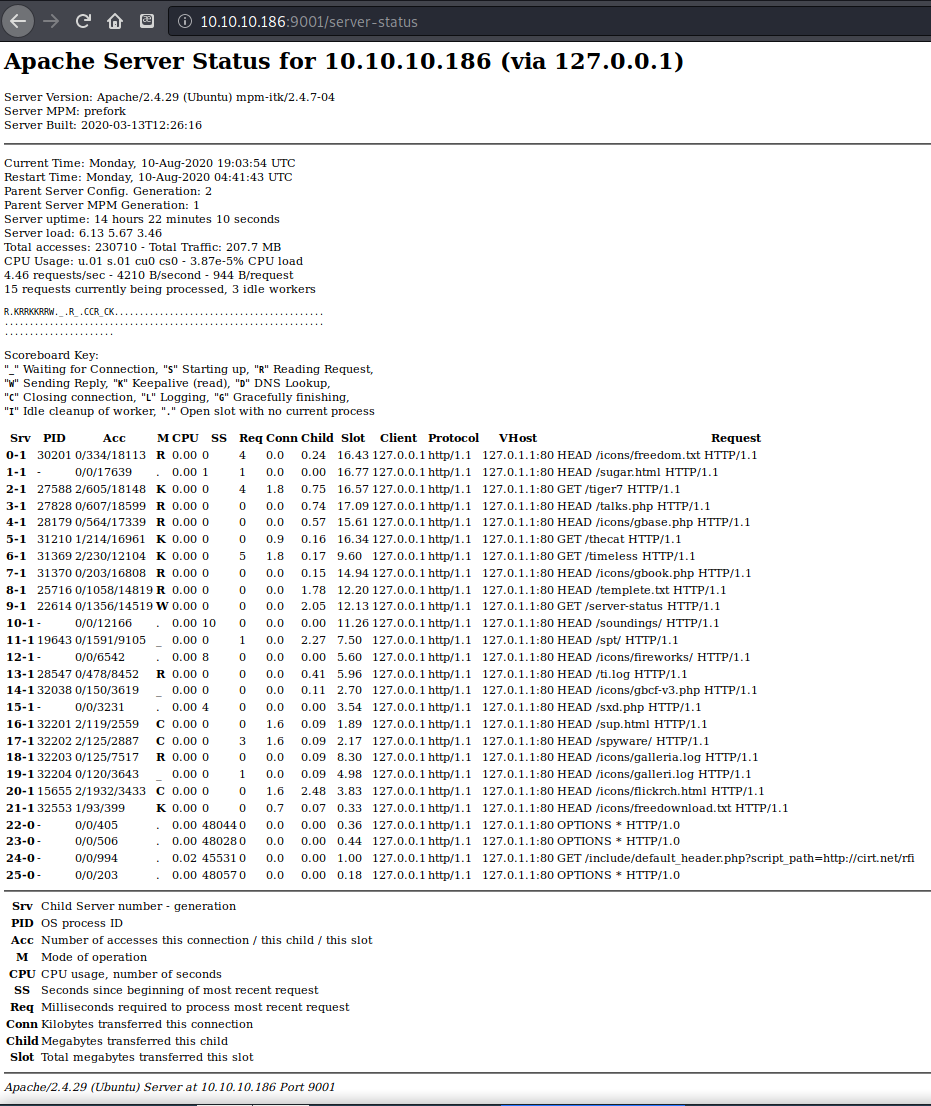 10.10.10.186:9001/server-status
Apache Server Status for 10.10.10.186 (via 127.0.0.1)
Server Version: Apache/2.4.29 (Ubuntu) mpm-itk/2.4.7-04
Server MPM: prefork
Server Built: 2020-03-13T12:26:16
Current Time: Monday, 10-Aug-2020 19:03:54 UTC
Restart Time: Monday, 10-Aug-2020 04:41:43 UTC
Parent Server Config. Generation: 2
Parent Server MPM Generation: 1
Server uptime: 14 hours 22 minutes 10 seconds
Server load: 6.13 5.67 3.46
Total accesses: 230710 - Total Traffic: 207.7 MB
CPU Usage: u.01 s.01 cu0 cs0 - 3.87e-5% CPU load
4.46 requests/sec - 4210 B/second - 944 B/request
15 requests currently being processed, 3 idle workers
R.KRRKKRRW._.R_.CCR_CK..........................................
................................................................
......................
Scoreboard Key:
"_" Waiting for Connection, "S" Starting up, "R" Reading Request,
"W" Sending Reply, "K" Keepalive (read), "D" DNS Lookup,
"C" Closing connection, "L" Logging, "G" Gracefully finishing,
"I" Idle cleanup of worker, "." Open slot with no current process
Srv PID Acc M CPU SS Req Conn Child Slot Client Protocol VHost Request
0-1 30201 0/334/18113 R 0.00 0 4 0.0 0.24 16.43 127.0.0.1 http/1.1 127.0.1.1:80 HEAD /icons/freedom.txt HTTP/1.1
1-1 - 0/0/17639 . 0.00 1 1 0.0 0.00 16.77 127.0.0.1 http/1.1 127.0.1.1:80 HEAD /sugar.html HTTP/1.1
2-1 27588 2/605/18148 K 0.00 0 4 1.8 0.75 16.57 127.0.0.1 http/1.1 127.0.1.1:80 GET /tiger7 HTTP/1.1
3-1 27828 0/607/18599 R 0.00 0 0 0.0 0.74 17.09 127.0.0.1 http/1.1 127.0.1.1:80 HEAD /talks.php HTTP/1.1
4-1 28179 0/564/17339 R 0.00 0 0 0.0 0.57 15.61 127.0.0.1 http/1.1 127.0.1.1:80 HEAD /icons/gbase.php HTTP/1.1
5-1 31210 1/214/16961 K 0.00 0 0 0.9 0.16 16.34 127.0.0.1 http/1.1 127.0.1.1:80 GET /thecat HTTP/1.1
6-1 31369 2/230/12104 K 0.00 0 5 1.8 0.17 9.60 127.0.0.1 http/1.1 127.0.1.1:80 GET /timeless HTTP/1.1
7-1 31370 0/203/16808 R 0.00 0 0 0.0 0.15 14.94 127.0.0.1 http/1.1 127.0.1.1:80 HEAD /icons/gbook.php HTTP/1.1
8-1 25716 0/1058/14819 R 0.00 0 0 0.0 1.78 12.20 127.0.0.1 http/1.1 127.0.1.1:80 HEAD /templete.txt HTTP/1.1
9-1 22614 0/1356/14519 W 0.00 0 0 0.0 2.05 12.13 127.0.0.1 http/1.1 127.0.1.1:80 GET /server-status HTTP/1.1
10-1 - 0/0/12166 . 0.00 10 0 0.0 0.00 11.26 127.0.0.1 http/1.1 127.0.1.1:80 HEAD /soundings/ HTTP/1.1
11-1 19643 0/1591/9105 _ 0.00 0 1 0.0 2.27 7.50 127.0.0.1 http/1.1 127.0.1.1:80 HEAD /spt/ HTTP/1.1
12-1 - 0/0/6542 . 0.00 8 0 0.0 0.00 5.60 127.0.0.1 http/1.1 127.0.1.1:80 HEAD /icons/fireworks/ HTTP/1.1
13-1 28547 0/478/8452 R 0.00 0 0 0.0 0.41 5.96 127.0.0.1 http/1.1 127.0.1.1:80 HEAD /ti.log HTTP/1.1
14-1 32038 0/150/3619 _ 0.00 0 0 0.0 0.11 2.70 127.0.0.1 http/1.1 127.0.1.1:80 HEAD /icons/gbcf-v3.php HTTP/1.1
15-1 - 0/0/3231 . 0.00 4 0 0.0 0.00 3.54 127.0.0.1 http/1.1 127.0.1.1:80 HEAD /sxd.php HTTP/1.1
16-1 32201 2/119/2559 C 0.00 0 0 1.6 0.09 1.89 127.0.0.1 http/1.1 127.0.1.1:80 HEAD /sup.html HTTP/1.1
17-1 32202 2/125/2887 C 0.00 0 3 1.6 0.09 2.17 127.0.0.1 http/1.1 127.0.1.1:80 HEAD /spyware/ HTTP/1.1
18-1 32203 0/125/7517 R 0.00 0 0 0.0 0.09 8.30 127.0.0.1 http/1.1 127.0.1.1:80 HEAD /icons/galleria.log HTTP/1.1
19-1 32204 0/120/3643 _ 0.00 0 1 0.0 0.09 4.98 127.0.0.1 http/1.1 127.0.1.1:80 HEAD /icons/galleri.log HTTP/1.1
20-1 15655 2/1932/3433 C 0.00 0 0 1.6 2.48 3.83 127.0.0.1 http/1.1 127.0.1.1:80 HEAD /icons/flickrch.html HTTP/1.1
21-1 32553 1/93/399 K 0.00 0 0 0.7 0.07 0.33 127.0.0.1 http/1.1 127.0.1.1:80 HEAD /icons/freedownload.txt HTTP/1.1
22-0 - 0/0/405 . 0.00 48044 0 0.0 0.00 0.36 127.0.0.1 http/1.1 127.0.1.1:80 OPTIONS * HTTP/1.0
23-0 - 0/0/506 . 0.00 48028 0 0.0 0.00 0.44 127.0.0.1 http/1.1 127.0.1.1:80 OPTIONS * HTTP/1.0
24-0 - 0/0/994 . 0.02 45531 0 0.0 0.00 1.00 127.0.0.1 http/1.1 127.0.1.1:80 GET /include/default_header.php?script_path=http://cirt.net/rfi
25-0 - 0/0/203 . 0.00 48057 0 0.0 0.00 0.18 127.0.0.1 http/1.1 127.0.1.1:80 OPTIONS * HTTP/1.0
Srv Child Server number - generation
PID OS process ID
Acc Number of accesses this connection / this child / this slot
M Mode of operation
CPU CPU usage, number of seconds
SS Seconds since beginning of most recent request
Req Milliseconds required to process most recent request
Conn Kilobytes transferred this connection
Child Megabytes transferred this child
Slot Total megabytes transferred this slot
Apache/2.4.29 (Ubuntu) Server at 10.10.10.186 Port 9001